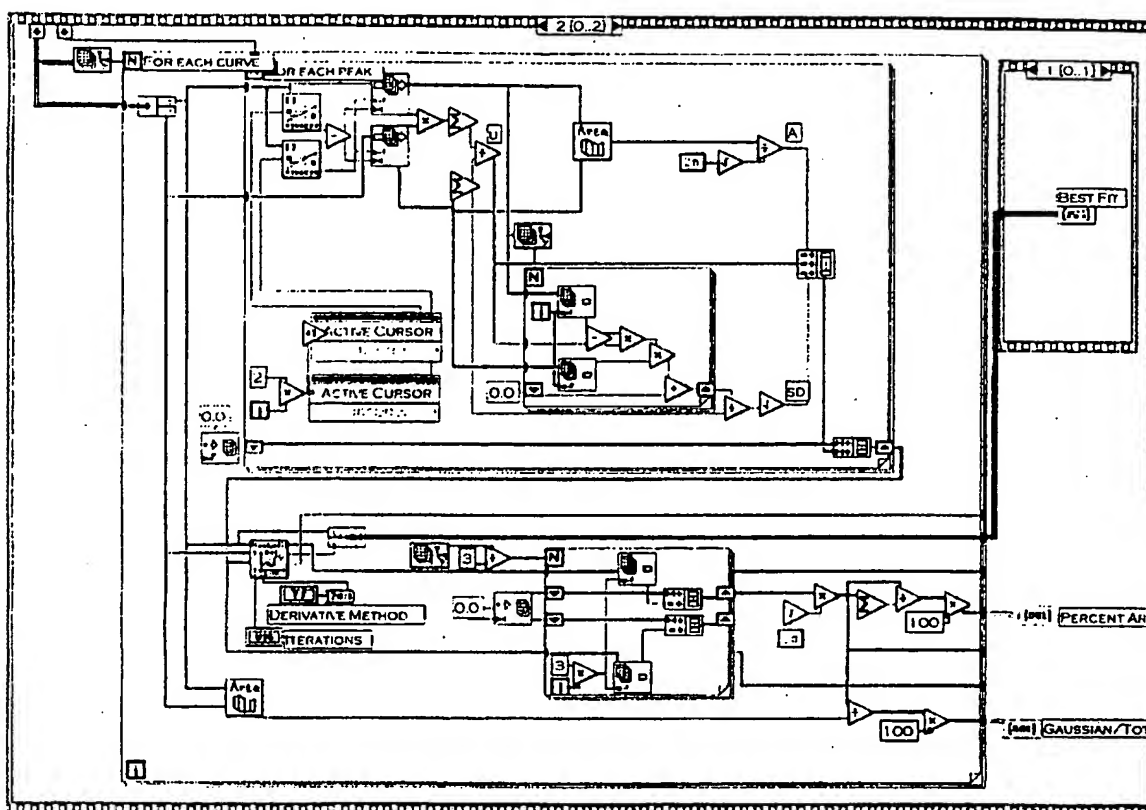 2 [0..2]
N FOR EACH CURVE
OR EACH PEAK
1 [0..1]
U
Area
A
BEST FIT
N
i
+1 ACTIVE CURSOR
2
ACTIVE CURSOR
i
0.0
SD
0.0
3
N
DERIVATIVE METHOD
0.0
ITERATIONS
100
PERCENT AR
3
i
Area
100
GAUSSIAN/TOT
i